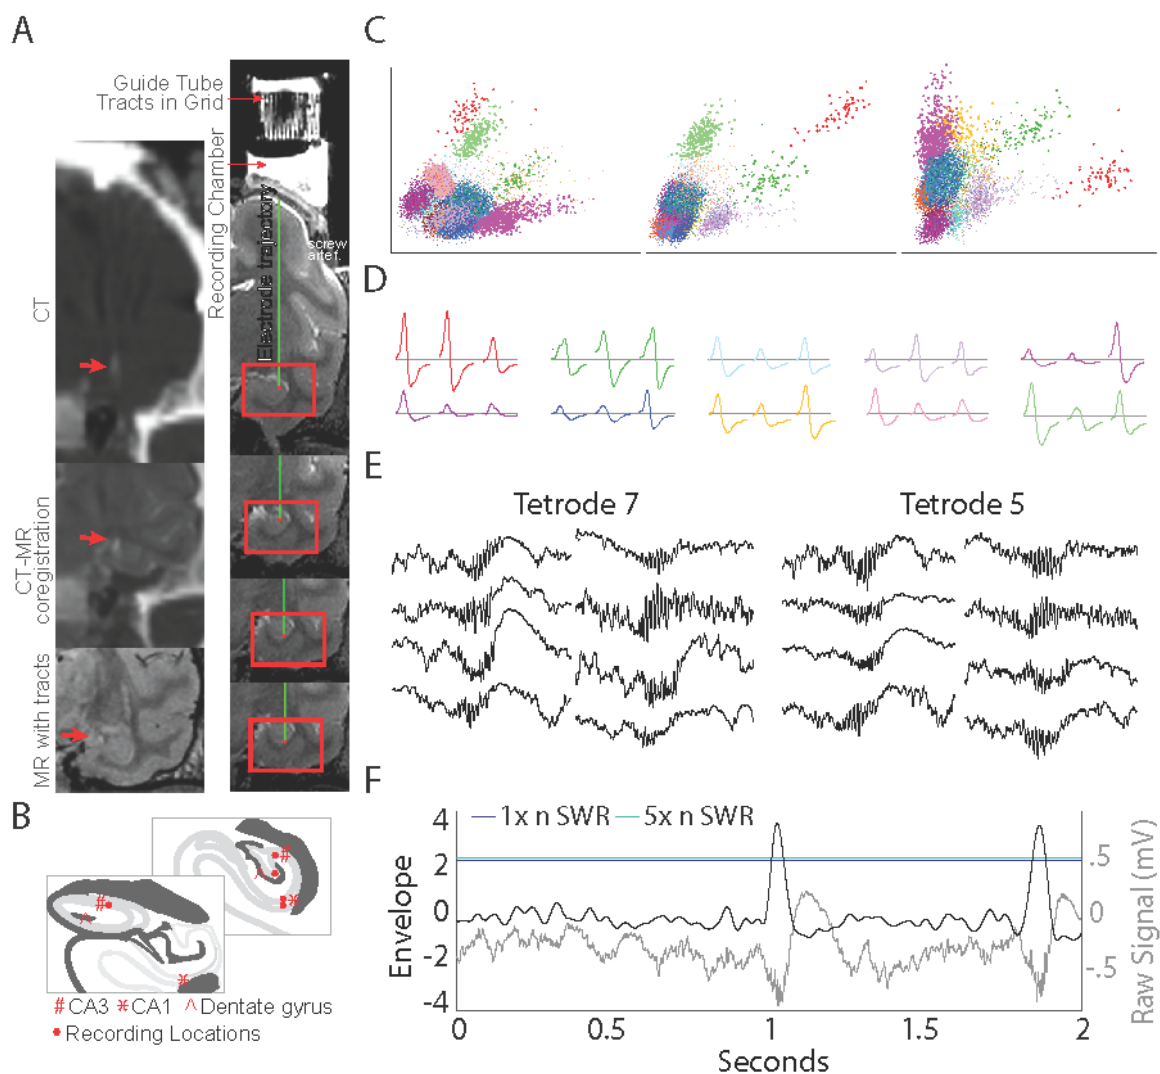 A
Guide Tube
Tracts in Grid
Recording Chamber
Electrode trajectory
screw
artef.
CT
CT-MR
coregistration
MR with tracts
B
# CA3 ⁎ CA1 ^ Dentate gyrus
• Recording Locations
C
D
E
Tetrode 7 Tetrode 5
F
1x n SWR 5x n SWR
Envelope
4
2
0
-2
-4
.5
0
-.5
Raw Signal (mV)
0 0.5 1 1.5 2
Seconds